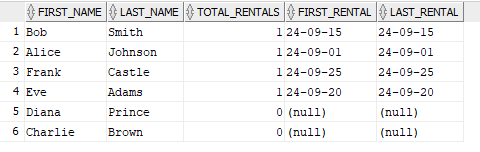 FIRST_NAME LAST_NAME TOTAL_RENTALS FIRST_RENTAL LAST_RENTAL
1 Bob Smith 1 24-09-15 24-09-15
2 Alice Johnson 1 24-09-01 24-09-01
3 Frank Castle 1 24-09-25 24-09-25
4 Eve Adams 1 24-09-20 24-09-20
5 Diana Prince 0 (null) (null)
6 Charlie Brown 0 (null) (null)